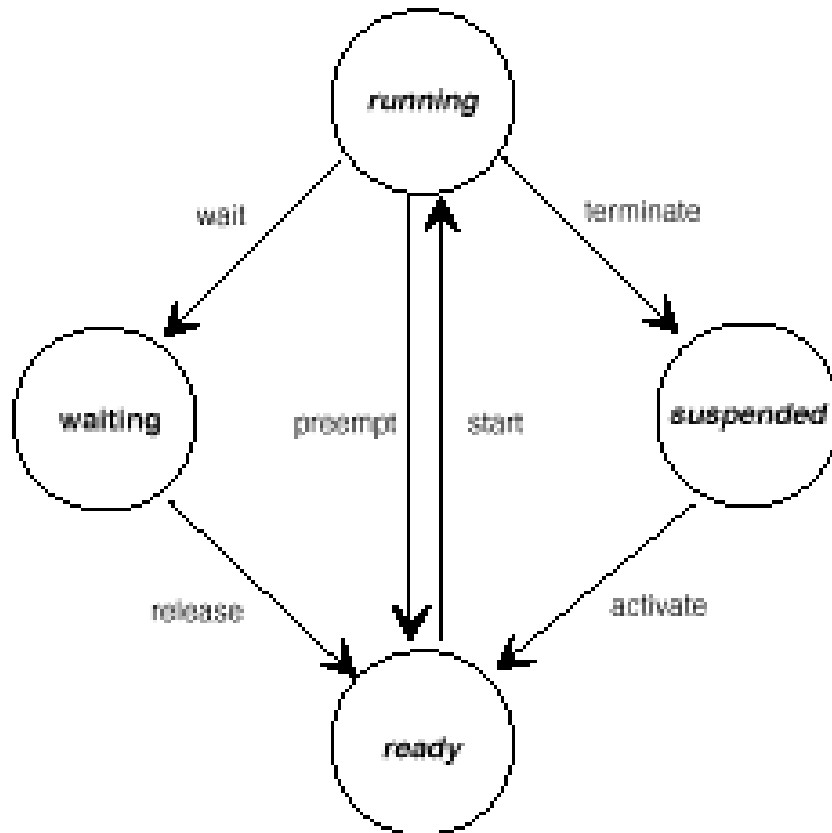 running
wait
terminate
waiting
preempt
start
suspended
release
activate
ready